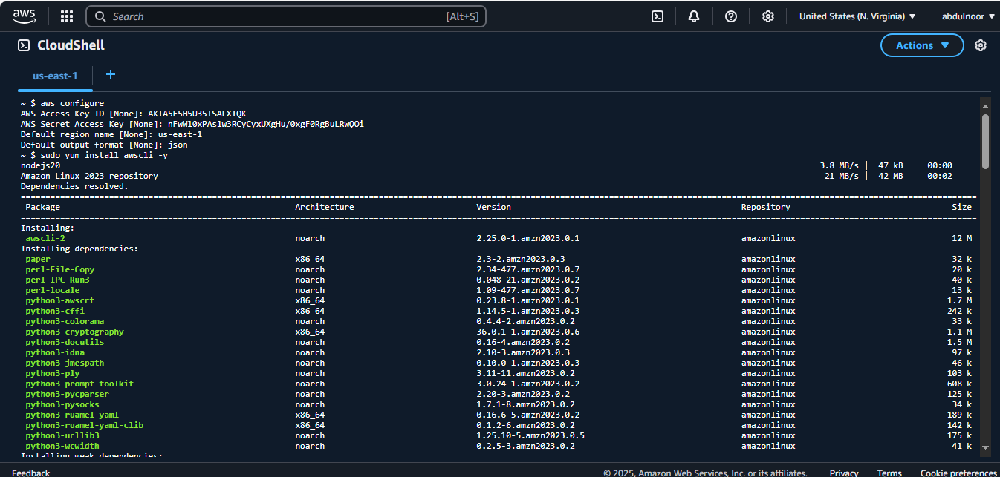 aws
Search
[Alt+S]
United States (N. Virginia)
abdulnoor
CloudShell
Actions
us-east-1
+
~ $ aws configure
AWS Access Key ID [None]: AKIA5F5H5U35TSALXTQK
AWS Secret Access Key [None]:
Default region name [None]: us-east-1
Default output format [None]: json
~ $ sudo yum install awscli -y
nodejs20 3.8 MB/s | 47 kB 00:00
Amazon Linux 2023 repository 21 MB/s | 42 MB 00:02
Dependencies resolved.
Package Architecture Version Repository Size
Installing:
awscli-2 noarch 2.25.0-1.amzn2023.0.1 amazonlinux 12 M
Installing dependencies:
paper x86_64 2.3-2.amzn2023.0.3 amazonlinux 32 k
perl-File-Copy noarch 2.34-477.amzn2023.0.7 amazonlinux 20 k
perl-IPC-Run3 noarch 0.048-21.amzn2023.0.2 amazonlinux 40 k
perl-locale noarch 1.09-477.amzn2023.0.7 amazonlinux 13 k
python3-awscrt x86_64 0.23.8-1.amzn2023.0.1 amazonlinux 1.7 M
python3-cffi x86_64 1.14.5-1.amzn2023.0.3 amazonlinux 242 k
python3-colorama noarch 0.4.4-2.amzn2023.0.2 amazonlinux 33 k
python3-cryptography x86_64 36.0.1-1.amzn2023.0.6 amazonlinux 1.1 M
python3-docutils noarch 0.16-4.amzn2023.0.2 amazonlinux 1.5 M
python3-idna noarch 2.10-3.amzn2023.0.3 amazonlinux 97 k
python3-jmespath noarch 0.10.0-1.amzn2023.0.3 amazonlinux 46 k
python3-ply noarch 3.11-11.amzn2023.0.2 amazonlinux 103 k
python3-prompt-toolkit noarch 3.0.24-1.amzn2023.0.2 amazonlinux 608 k
python3-pycparser noarch 2.20-3.amzn2023.0.2 amazonlinux 125 k
python3-pysocks noarch 1.7.1-8.amzn2023.0.2 amazonlinux 34 k
python3-ruamel-yaml x86_64 0.16.6-5.amzn2023.0.2 amazonlinux 189 k
python3-ruamel-yaml-clib x86_64 0.1.2-6.amzn2023.0.2 amazonlinux 142 k
python3-urllib3 noarch 1.25.10-5.amzn2023.0.5 amazonlinux 175 k
python3-wcwidth noarch 0.2.5-3.amzn2023.0.2 amazonlinux 41 k
Installing weak dependencies:
Feedback
© 2025, Amazon Web Services, Inc. or its affiliates.
Privacy
Terms
Cookie preferences